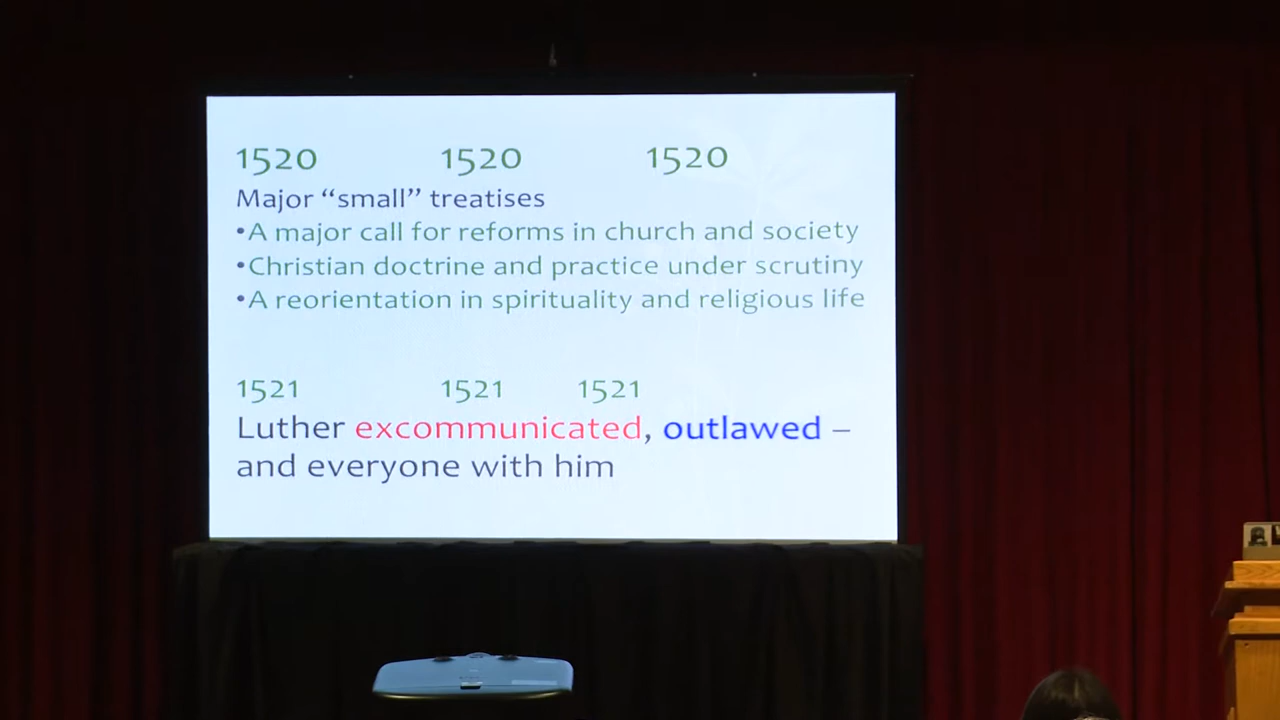 1520 1520 1520
Major “small” treatises
•A major call for reforms in church and society
•Christian doctrine and practice under scrutiny
•A reorientation in spirituality and religious life
1521 1521 1521
Luther excommunicated, outlawed –
and everyone with him